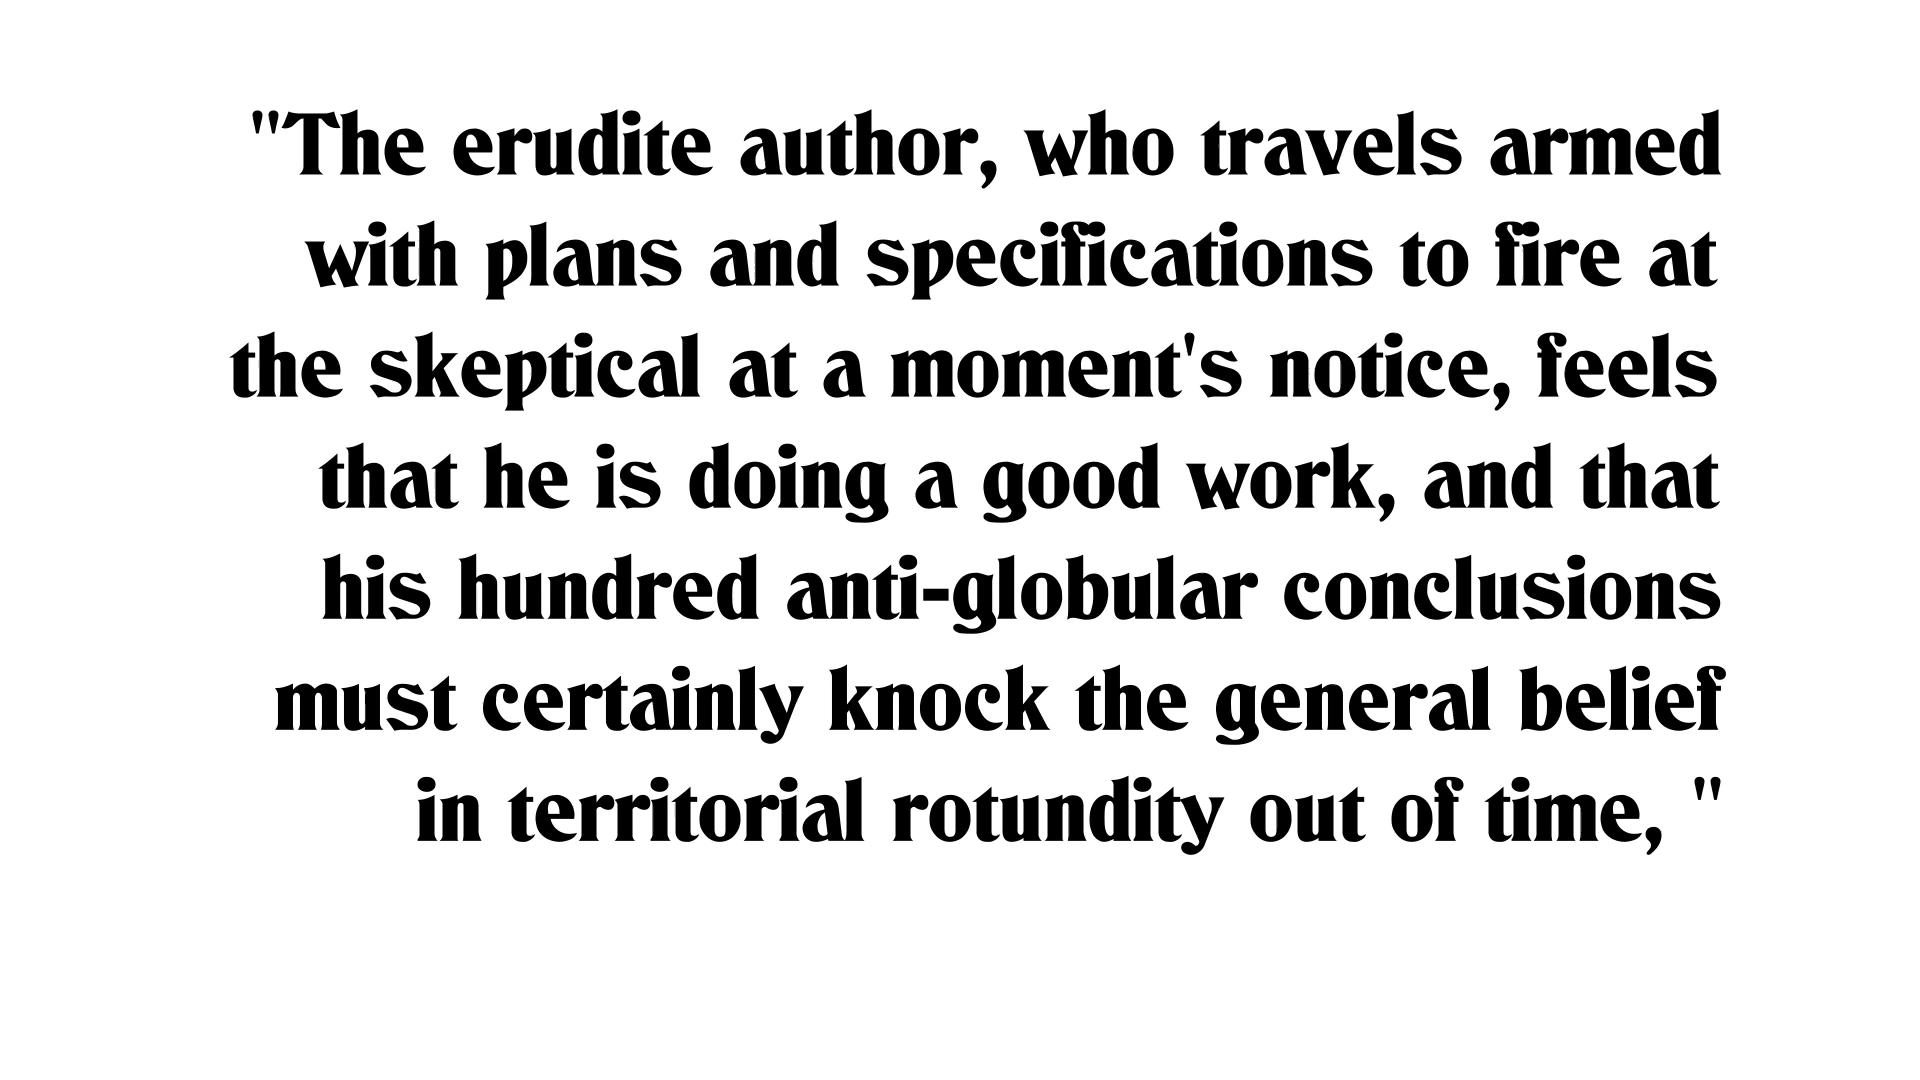 "The erudite author, who travels armed
with plans and specifications to fire at
the skeptical at a moment's notice, feels
that he is doing a good work, and that
his hundred anti-globular conclusions
must certainly knock the general belief
in territorial rotundity out of time, "